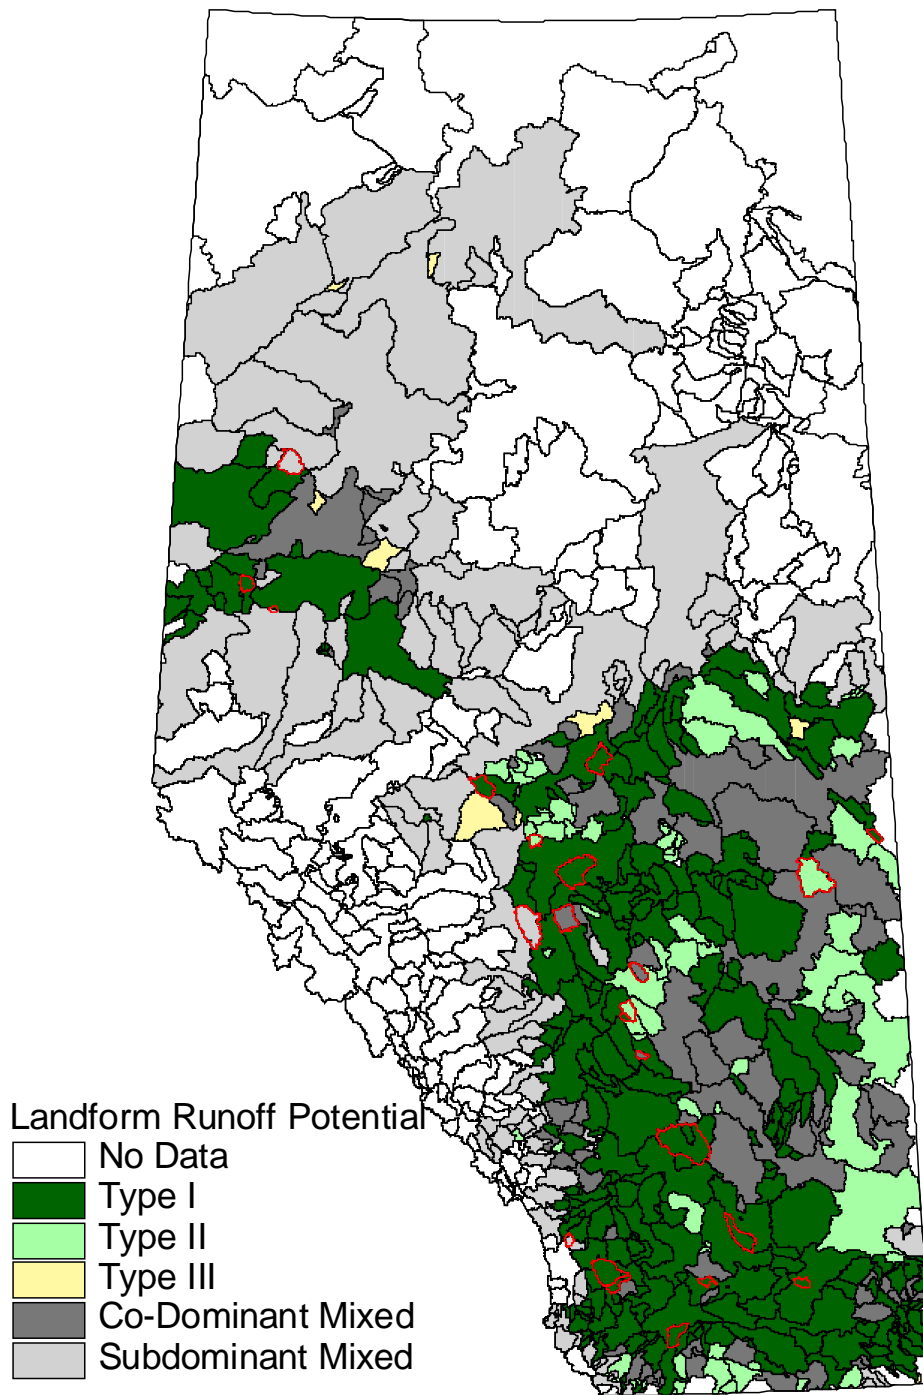 Landform Runoff Potential
No Data
Type I
Type II
Type III
Co-Dominant Mixed
Subdominant Mixed